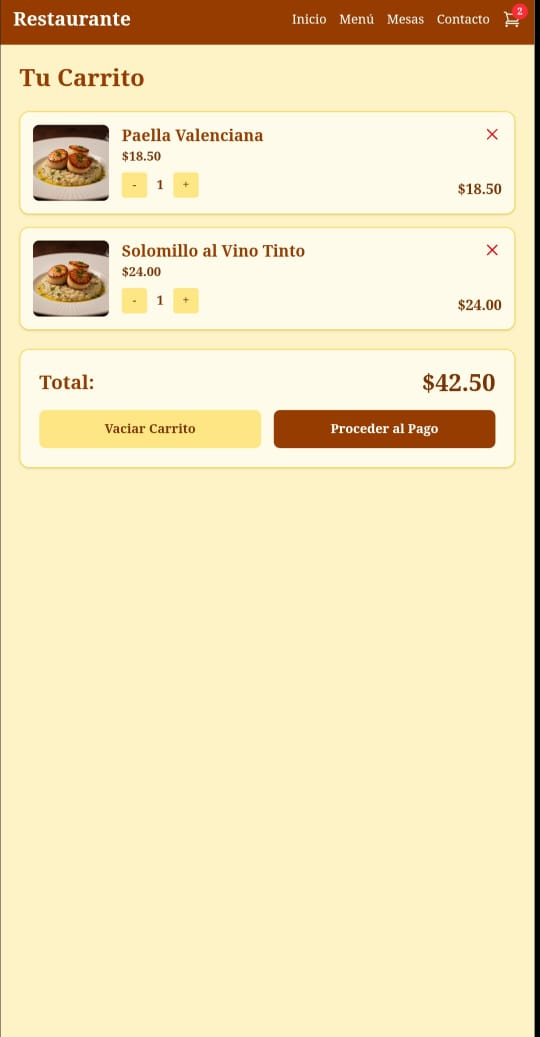 Restaurante
Inicio Menú Mesas Contacto 2
Tu Carrito
Paella Valenciana
$18.50
- 1 +
$18.50
Solomillo al Vino Tinto
$24.00
- 1 +
$24.00
Total: $42.50
Vaciar Carrito Proceder al Pago